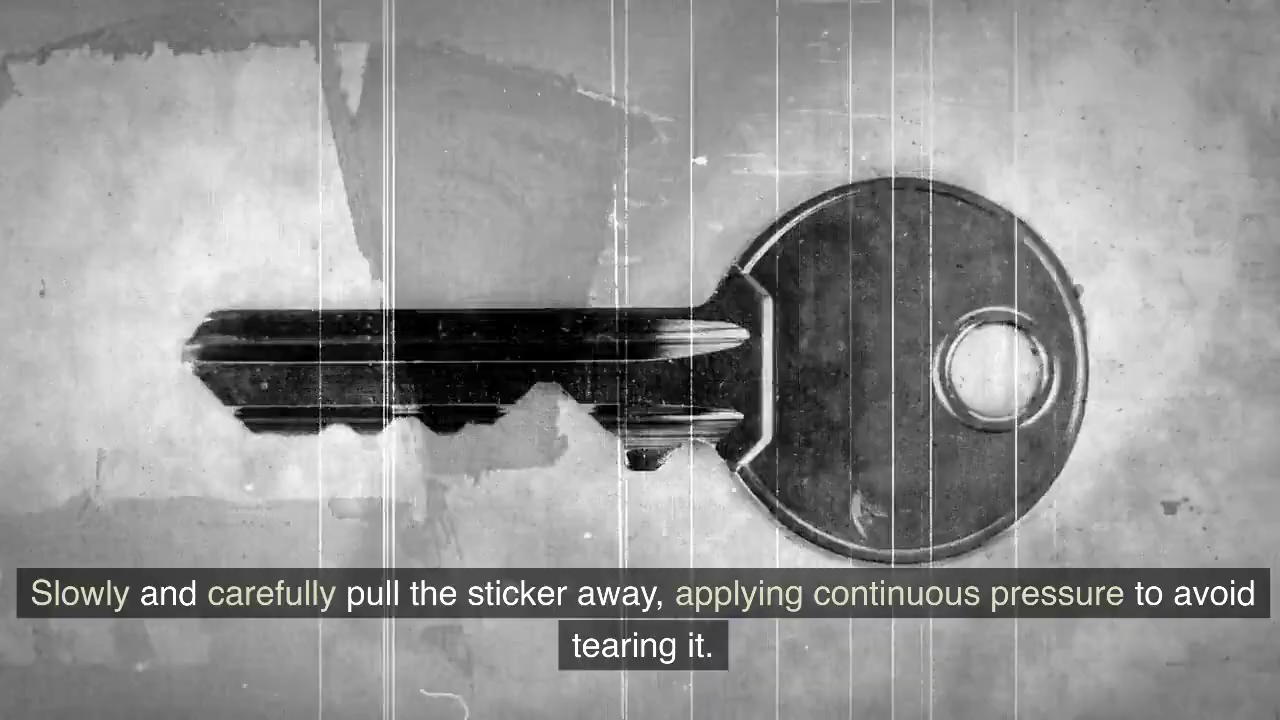 Slowly and carefully pull the sticker away, applying continuous pressure to avoid
tearing it.